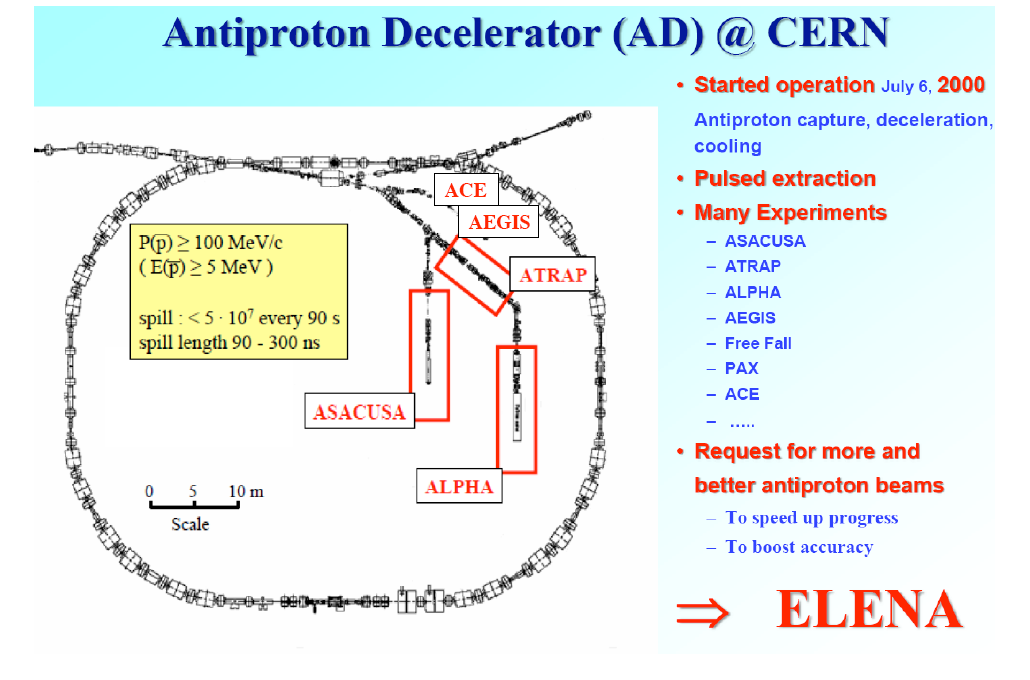 Antiproton Decelerator (AD) @ CERN
• Started operation July 6, 2000
Antiproton capture, deceleration,
cooling
• Pulsed extraction
• Many Experiments
– ASACUSA
– ATRAP
– ALPHA
– AEGIS
– Free Fall
– PAX
– ACE
– .....
• Request for more and
better antiproton beams
– To speed up progress
– To boost accuracy
⇒ ELENA
ACE
AEGIS
ATRAP
P(p̅) ≥ 100 MeV/c
( E(p̅) ≥ 5 MeV )
spill : < 5 · 10⁷ every 90 s
spill length 90 - 300 ns
ASACUSA
ALPHA
0 5 10 m
Scale